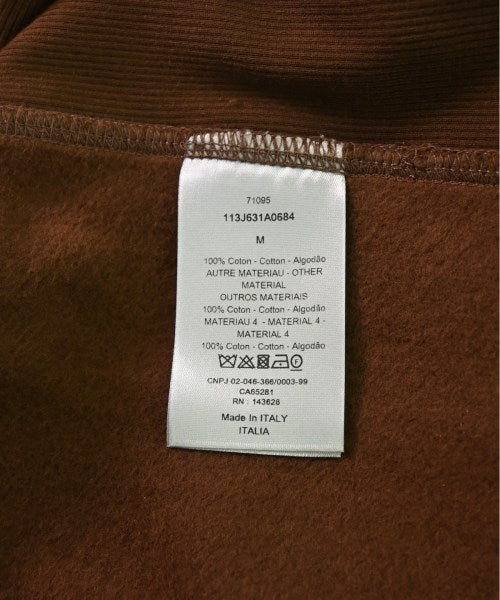 71095
113J631A0684
M
100% Coton - Cotton - Algodão
AUTRE MATERIAU - OTHER
MATERIAL
OUTROS MATERIAIS
100% Coton - Cotton - Algodão
MATERIAU 4 - MATERIAL 4 -
MATERIAL 4
100% Coton - Cotton - Algodão
F
CNPJ 02-046-366/0003-99
CA65281
RN : 143628
Made In ITALY
ITALIA